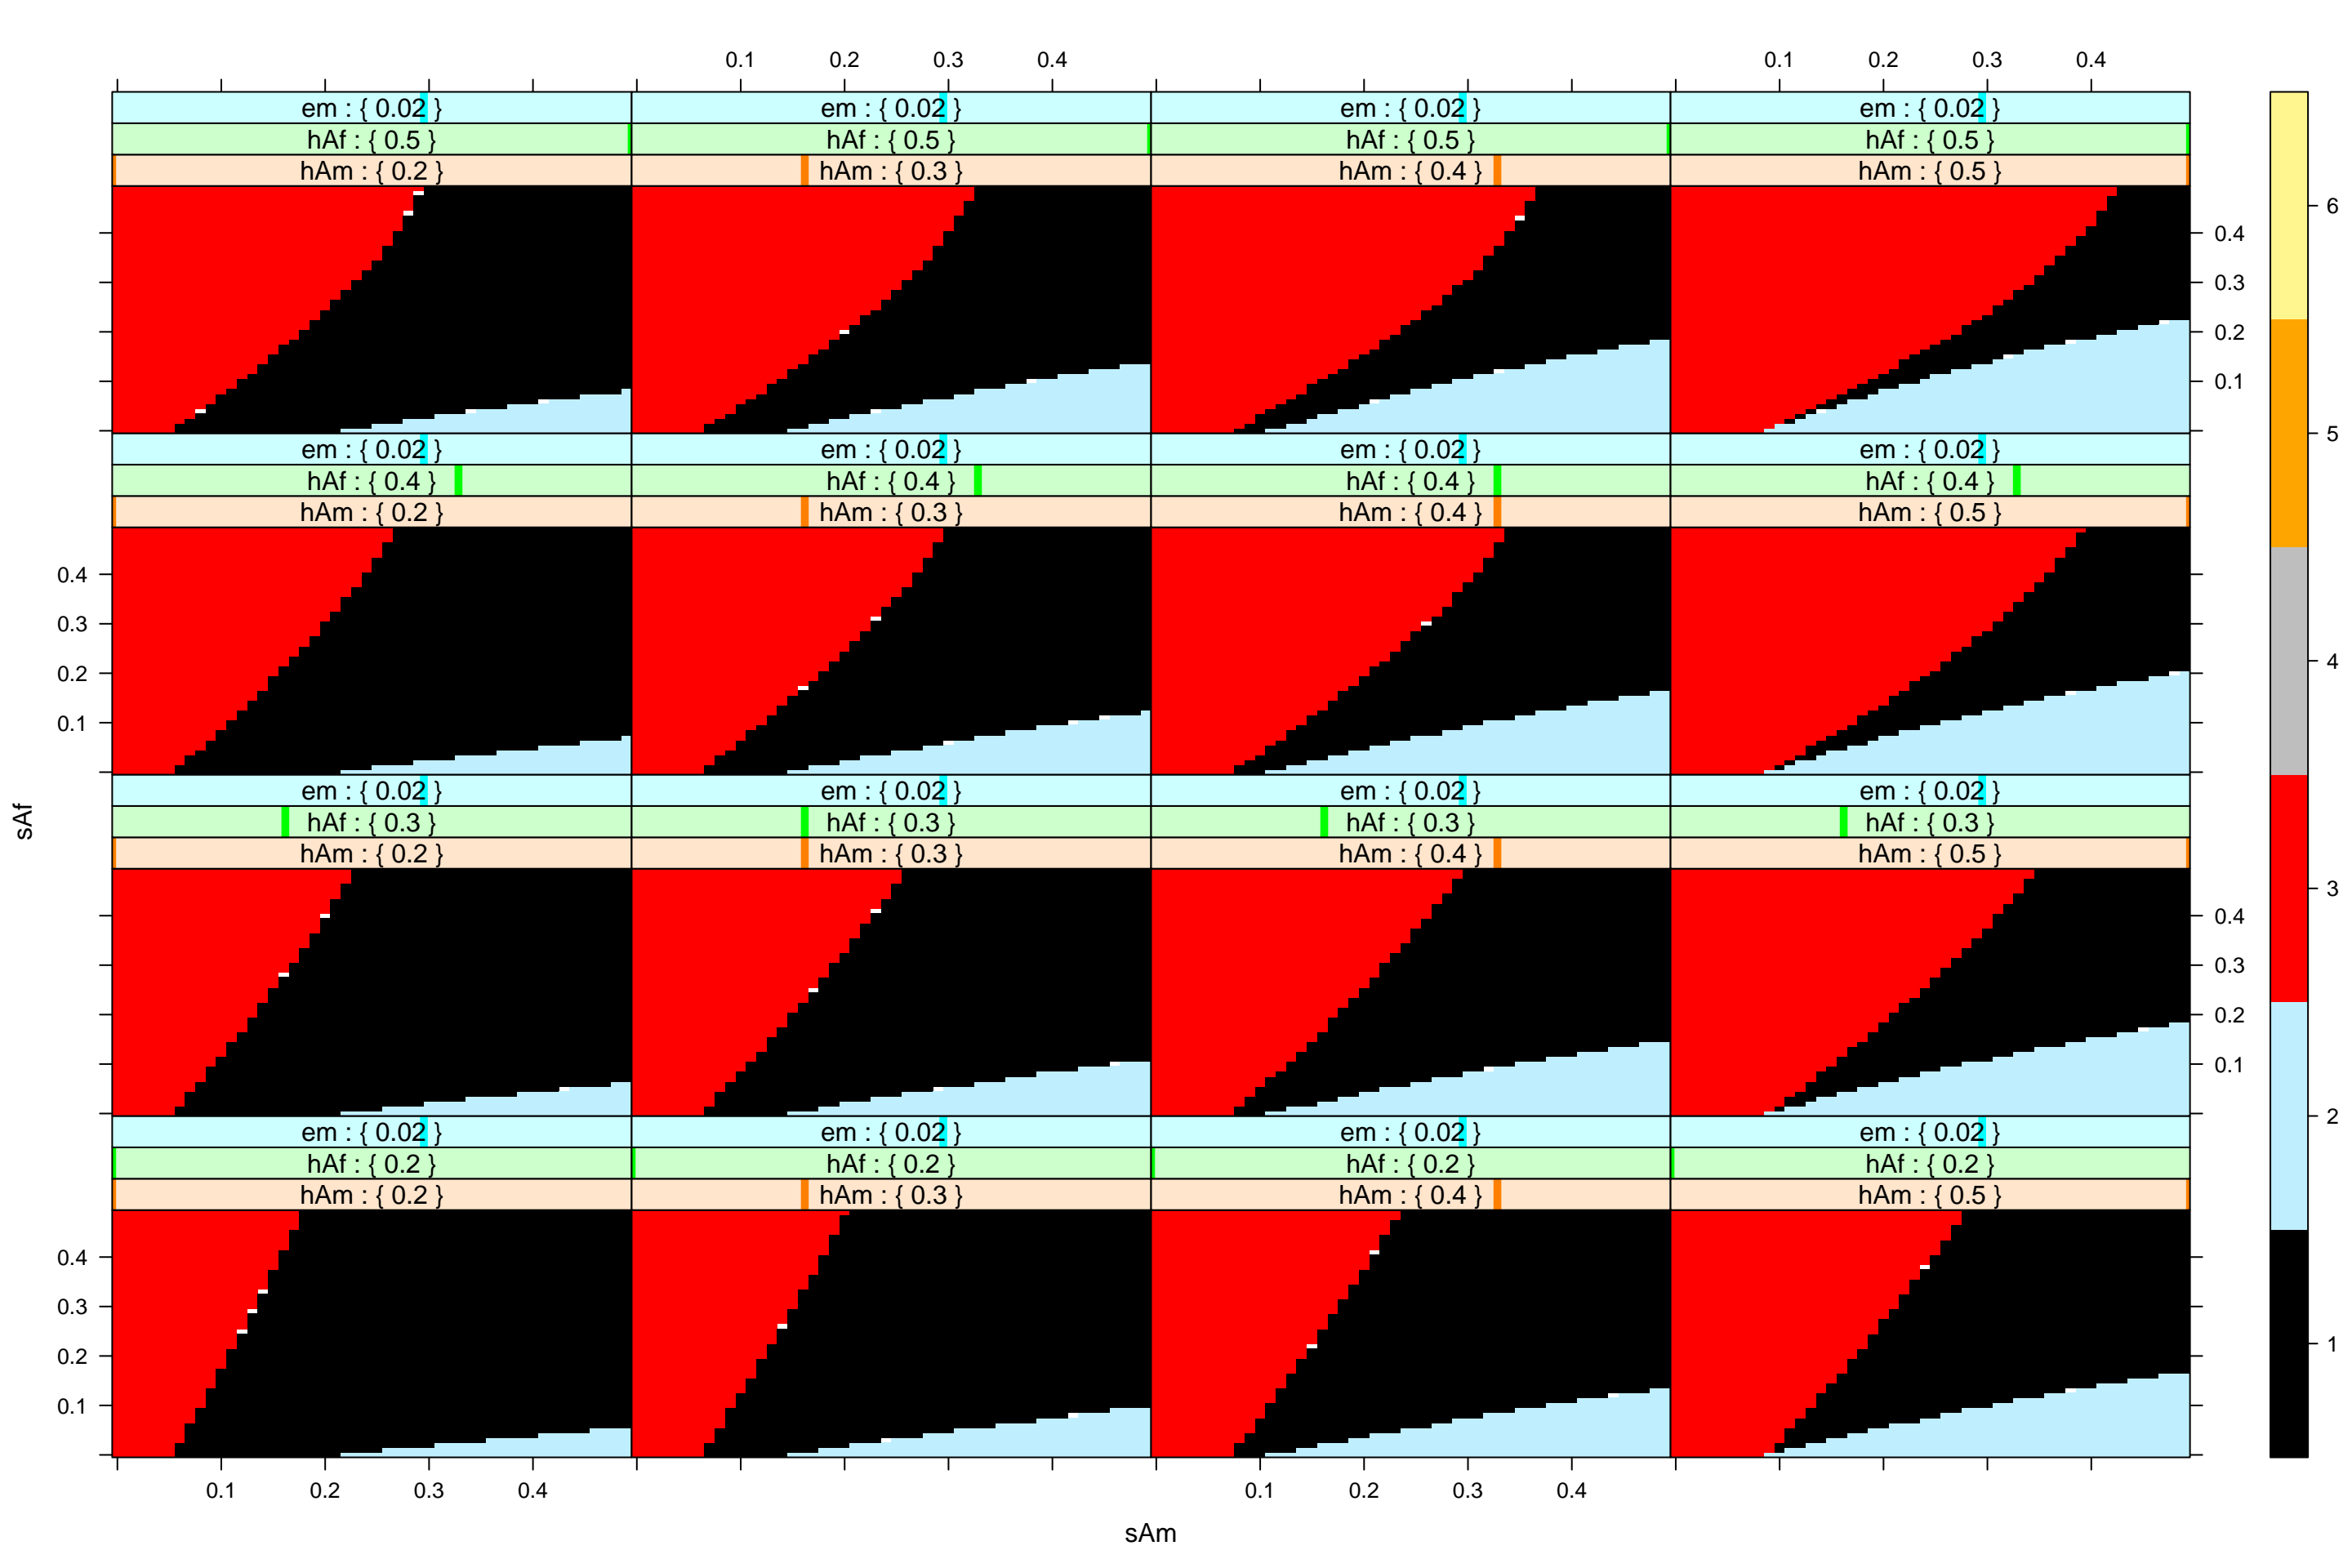 0.1 0.2 0.3 0.4 0.1 0.2 0.3 0.4
em : { 0.02 } em : { 0.02 } em : { 0.02 } em : { 0.02 }
hAf : { 0.5 } hAf : { 0.5 } hAf : { 0.5 } hAf : { 0.5 }
hAm : { 0.2 } hAm : { 0.3 } hAm : { 0.4 } hAm : { 0.5 }
6
0.4
0.3
0.2
0.1
em : { 0.02 } em : { 0.02 } em : { 0.02 } em : { 0.02 }
5
hAf : { 0.4 } hAf : { 0.4 } hAf : { 0.4 } hAf : { 0.4 }
hAm : { 0.2 } hAm : { 0.3 } hAm : { 0.4 } hAm : { 0.5 }
0.4
0.3
4
0.2
0.1
em : { 0.02 } em : { 0.02 } em : { 0.02 } em : { 0.02 }
sAf
hAf : { 0.3 } hAf : { 0.3 } hAf : { 0.3 } hAf : { 0.3 }
hAm : { 0.2 } hAm : { 0.3 } hAm : { 0.4 } hAm : { 0.5 }
3
0.4
0.3
0.2
0.1
em : { 0.02 } em : { 0.02 } em : { 0.02 } em : { 0.02 }
2
hAf : { 0.2 } hAf : { 0.2 } hAf : { 0.2 } hAf : { 0.2 }
hAm : { 0.2 } hAm : { 0.3 } hAm : { 0.4 } hAm : { 0.5 }
0.4
0.3
0.2
1
0.1
0.1 0.2 0.3 0.4 0.1 0.2 0.3 0.4
sAm